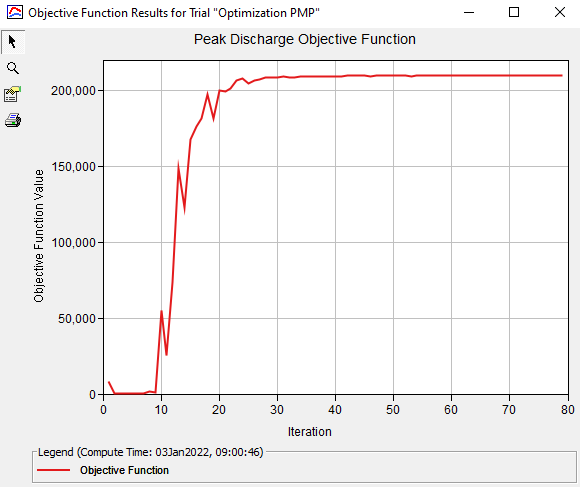 Objective Function Results for Trial "Optimization PMP"
Peak Discharge Objective Function
Objective Function Value
200,000
150,000
100,000
50,000
0
0 10 20 30 40 50 60 70 80
Iteration
Legend (Compute Time: 03Jan2022, 09:00:46)
Objective Function